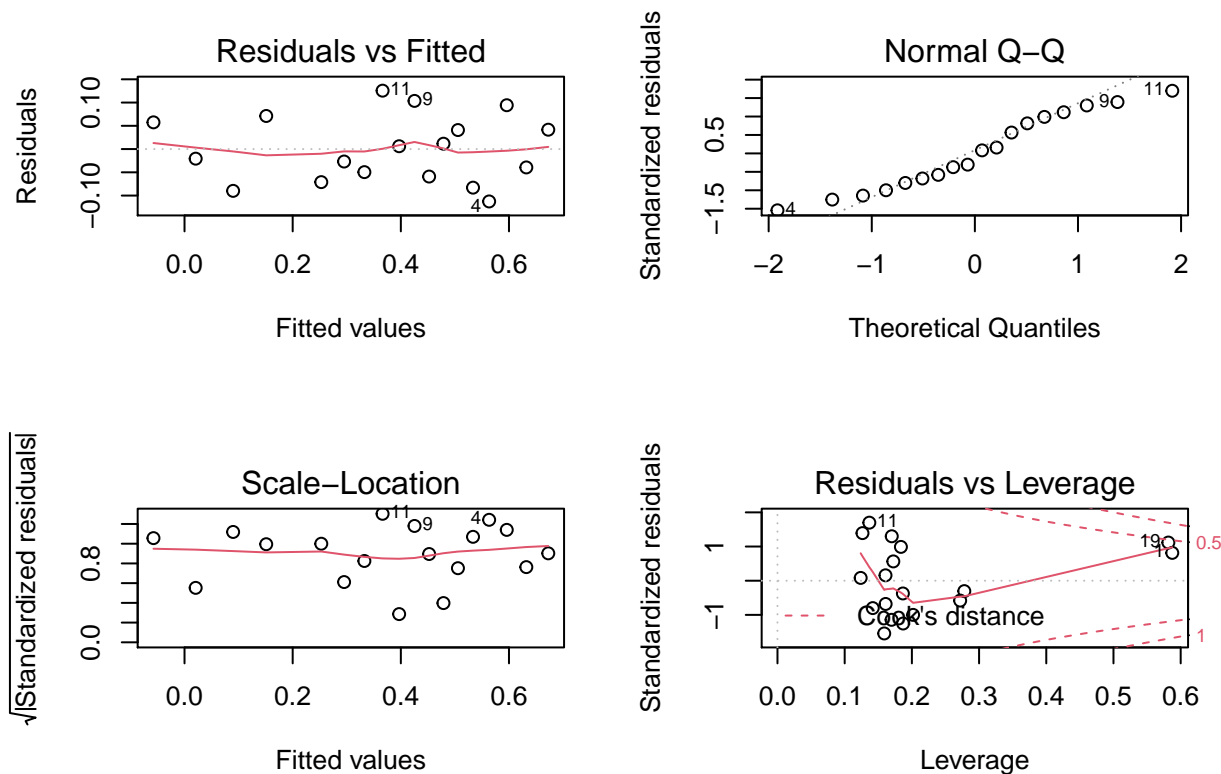 Residuals vs Fitted
Residuals
−0.10
0.10
11
9
4
0.0 0.2 0.4 0.6
Fitted values
Normal Q−Q
Standardized residuals
−1.5
0.5
4
9
11
−2 −1 0 1 2
Theoretical Quantiles
Scale−Location
√|Standardized residuals|
0.0
0.8
11
9
4
0.0 0.2 0.4 0.6
Fitted values
Residuals vs Leverage
Standardized residuals
−1
1
11
19
1
0.5
1
Cook's distance
0.0 0.1 0.2 0.3 0.4 0.5 0.6
Leverage